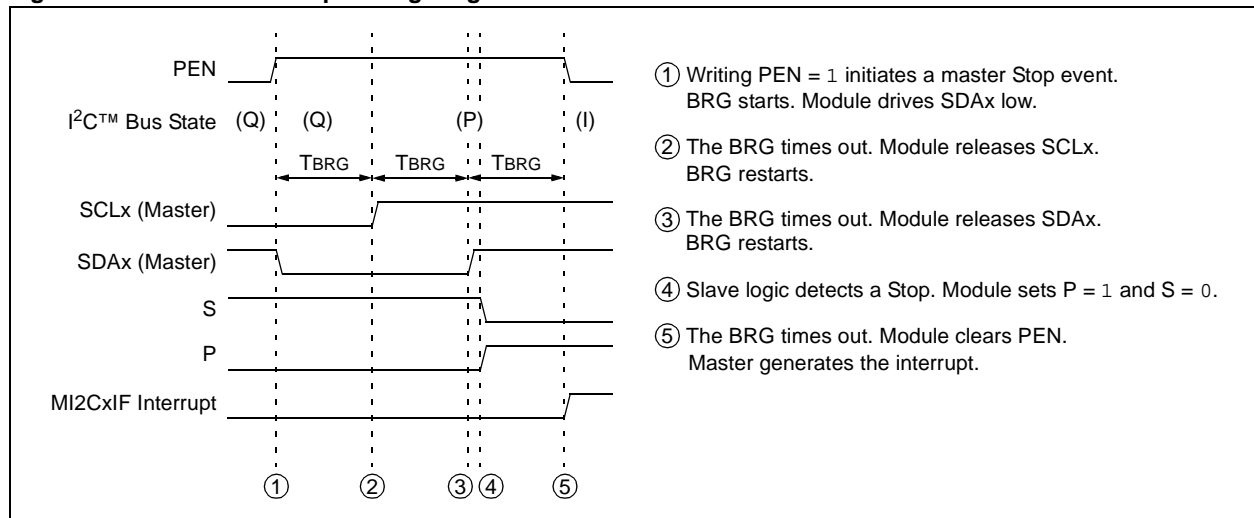 PEN
I²C™ Bus State (Q) (Q) (P) (I)
TBRG TBRG TBRG
SCLx (Master)
SDAx (Master)
S
P
MI2CxIF Interrupt
1 2 3 4 5
1 Writing PEN = 1 initiates a master Stop event.
BRG starts. Module drives SDAx low.
2 The BRG times out. Module releases SCLx.
BRG restarts.
3 The BRG times out. Module releases SDAx.
BRG restarts.
4 Slave logic detects a Stop. Module sets P = 1 and S = 0.
5 The BRG times out. Module clears PEN.
Master generates the interrupt.